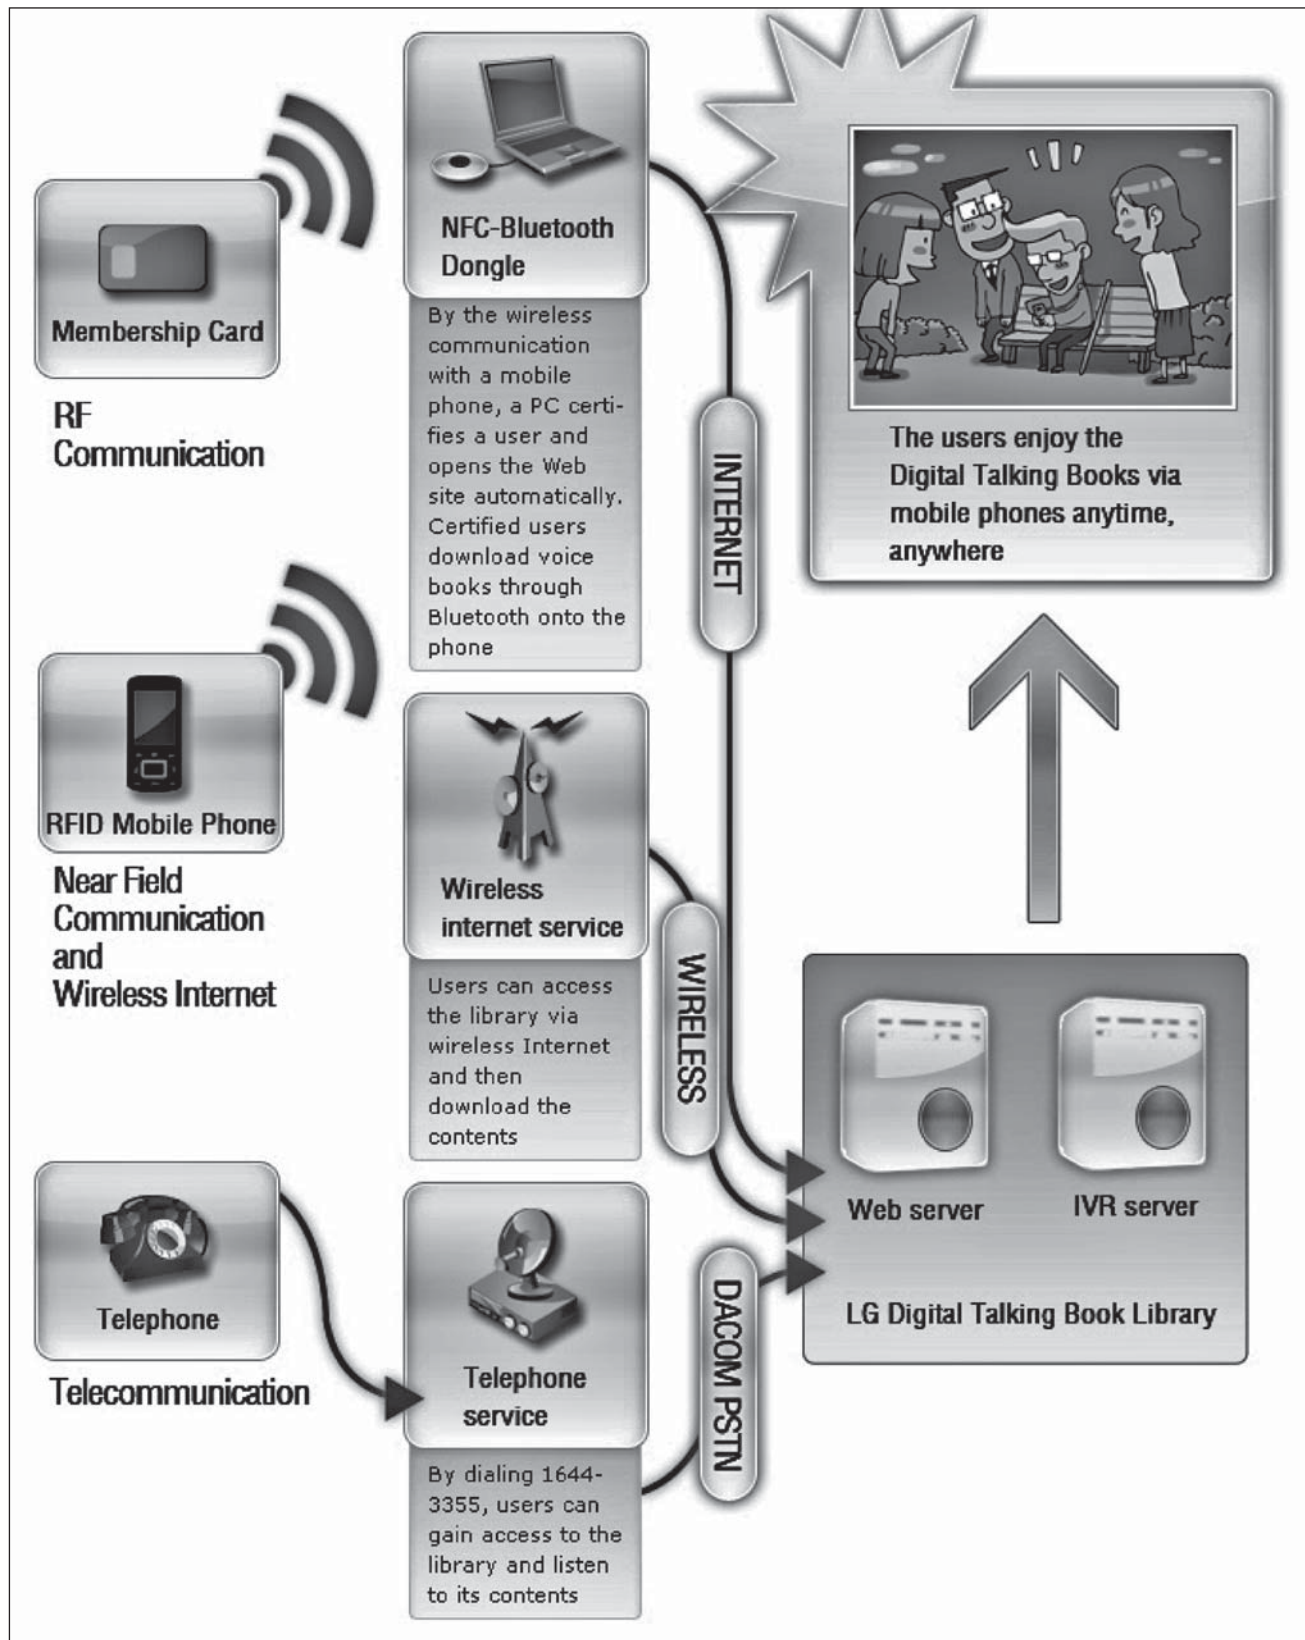 Membership Card
RF
Communication
RFID Mobile Phone
Near Field
Communication
and
Wireless Internet
Telephone
Telecommunication
NFC-Bluetooth
Dongle
By the wireless
communication
with a mobile
phone, a PC certi-
fies a user and
opens the Web
site automatically.
Certified users
download voice
books through
Bluetooth onto the
phone
Wireless
internet service
Users can access
the library via
wireless Internet
and then
download the
contents
Telephone
service
By dialing 1644-
3355, users can
gain access to the
library and listen
to its contents
INTERNET
WIRELESS
DACOM PSTN
The users enjoy the
Digital Talking Books via
mobile phones anytime,
anywhere
Web server
IVR server
LG Digital Talking Book Library